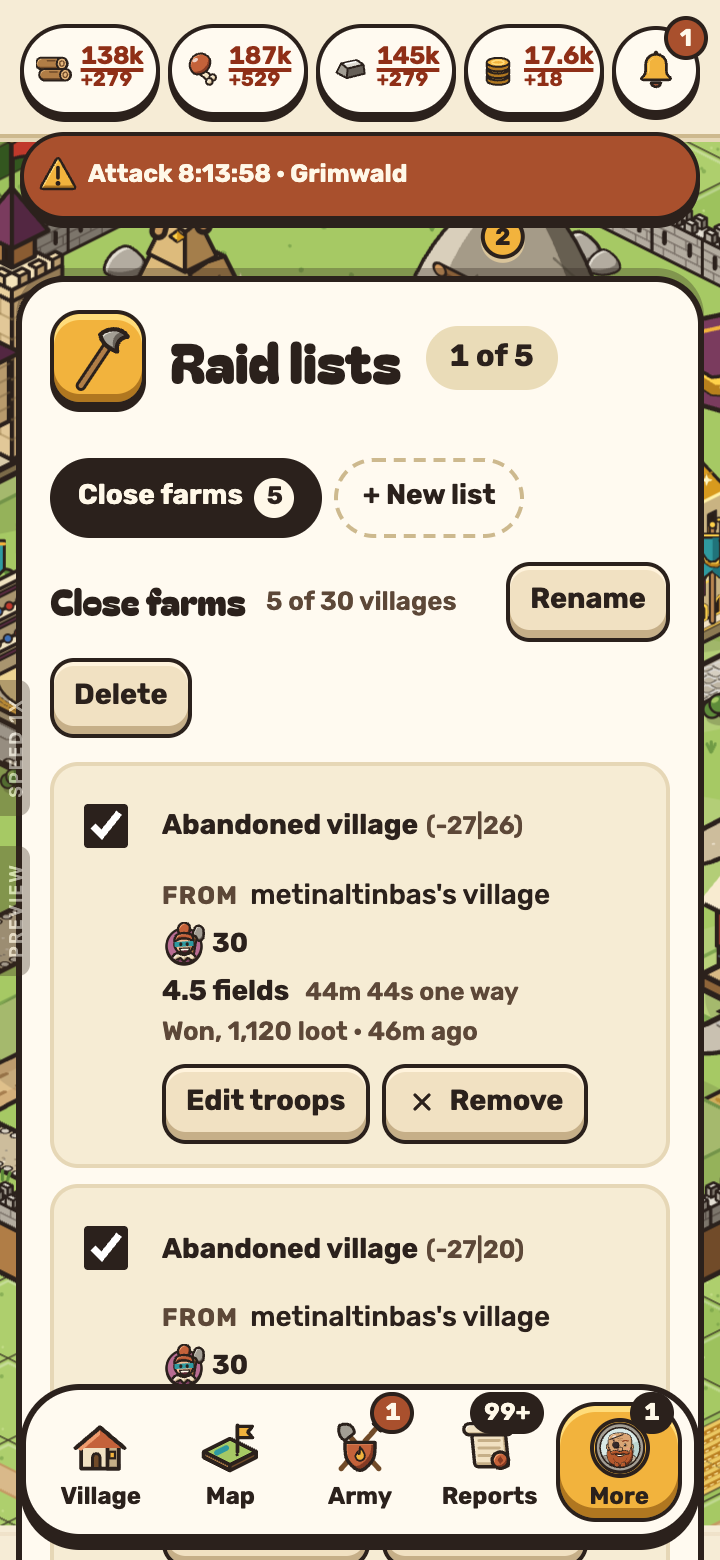 138k
+279
187k
+529
145k
+279
17.6k
+18
1
Attack 8:13:58 • Grimwald
2
Raid lists
1 of 5
Close farms 5
+ New list
Close farms
5 of 30 villages
Rename
Delete
SPEED 1X
PREVIEW
Abandoned village (-27|26)
FROM metinaltinbas's village
30
4.5 fields 44m 44s one way
Won, 1,120 loot • 46m ago
Edit troops
× Remove
Abandoned village (-27|20)
FROM metinaltinbas's village
30
1
99+
1
Village
Map
Army
Reports
More